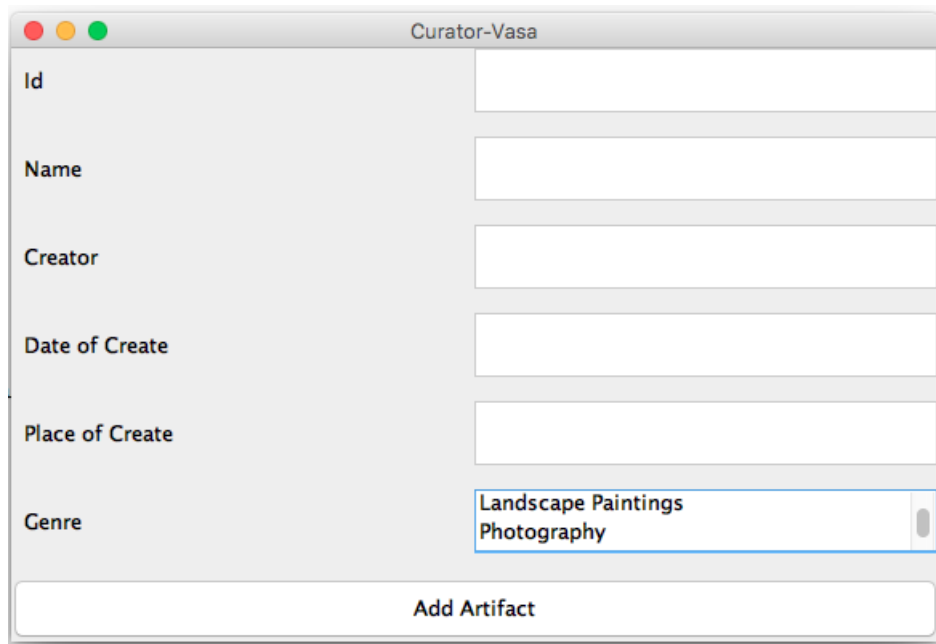 Curator-Vasa
Id
Name
Creator
Date of Create
Place of Create
Genre
Landscape Paintings
Photography
Add Artifact